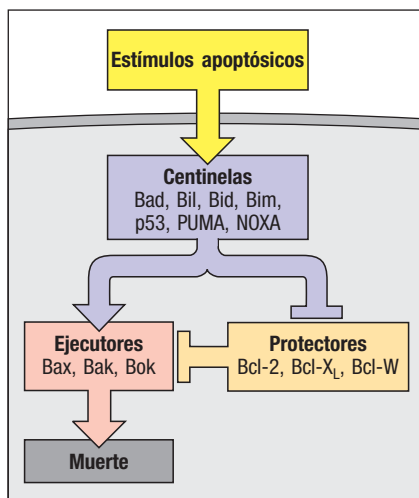 Estímulos apoptósicos
Centinelas
Bad, Bil, Bid, Bim,
p53, PUMA, NOXA
Ejecutores
Bax, Bak, Bok
Protectores
Bcl-2, Bcl-X_L, Bcl-W
Muerte